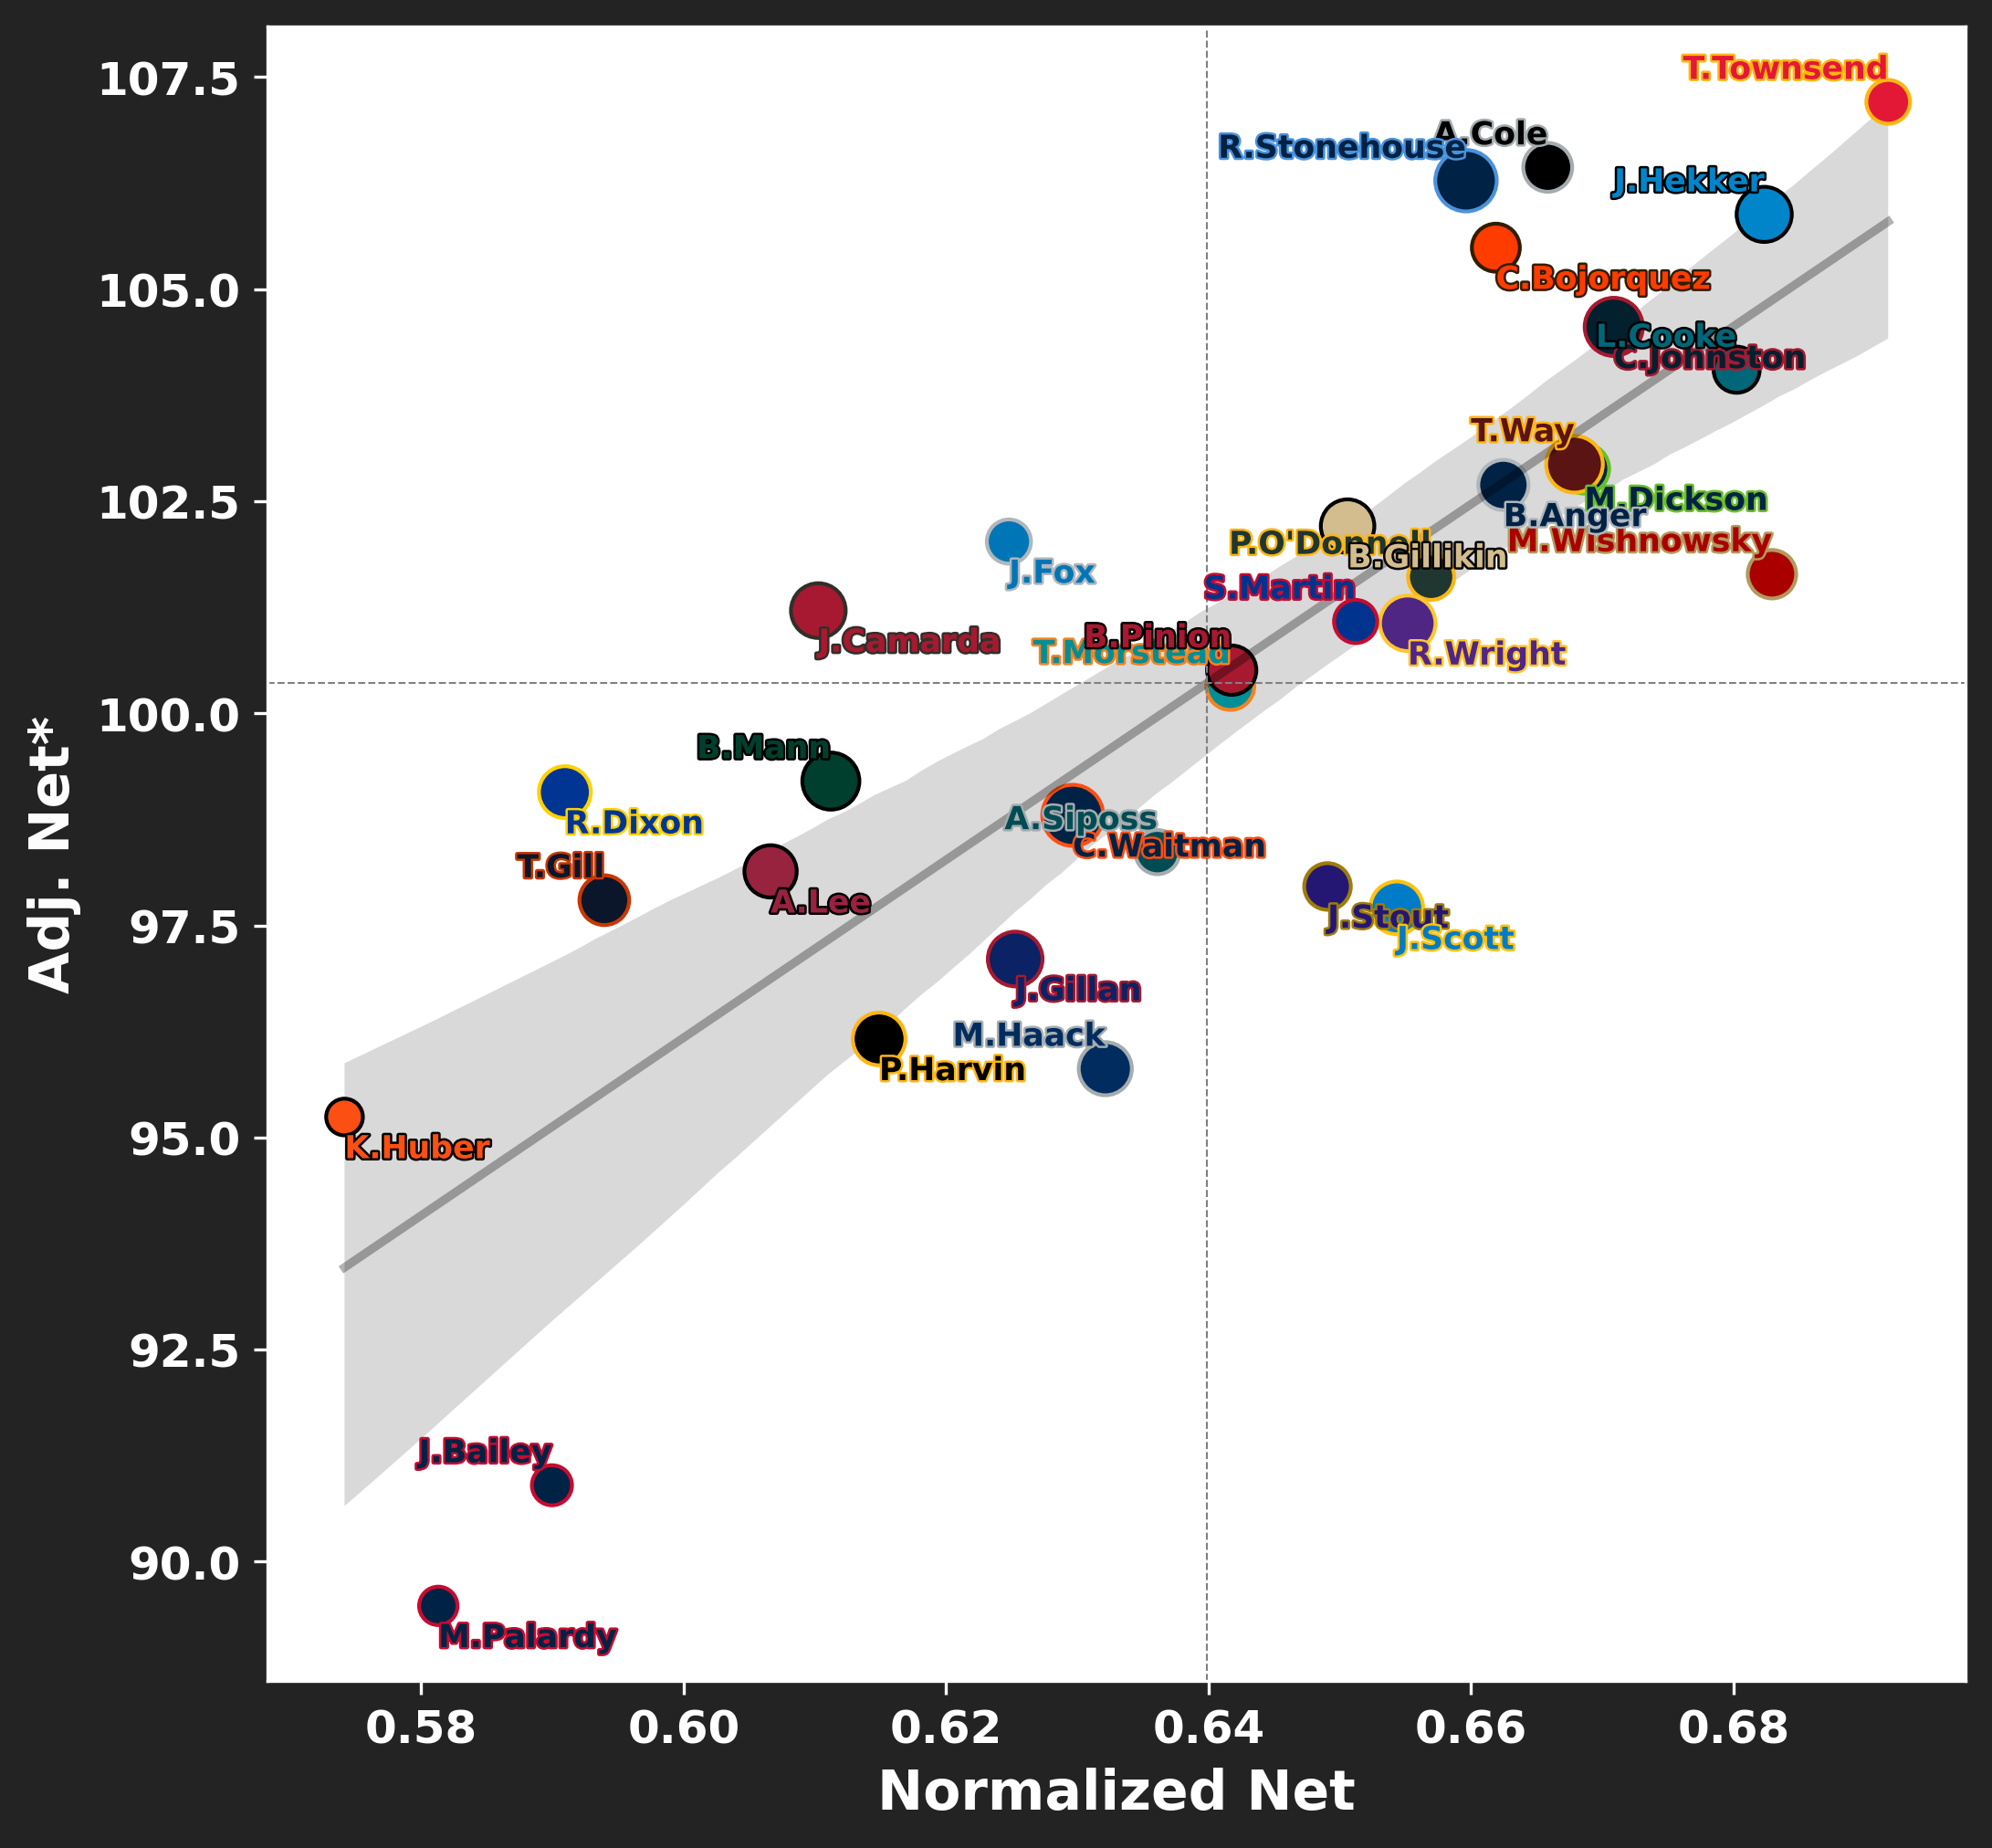 107.5
105.0
102.5
100.0
97.5
95.0
92.5
90.0
Adj. Net*
T.Townsend
A.Cole
R.Stonehouse
J.Hekker
C.Bojorquez
L.Cooke
C.Johnston
T.Way
M.Dickson
B.Anger
M.Wishnowsky
P.O'Donnell
B.Gillikin
J.Fox
S.Martin
J.Camarda
B.Pinion
T.Morstead
R.Wright
B.Mann
R.Dixon
A.Siposs
C.Waitman
T.Gill
A.Lee
J.Stout
J.Scott
J.Gillan
M.Haack
P.Harvin
K.Huber
J.Bailey
M.Palardy
0.58 0.60 0.62 0.64 0.66 0.68
Normalized Net